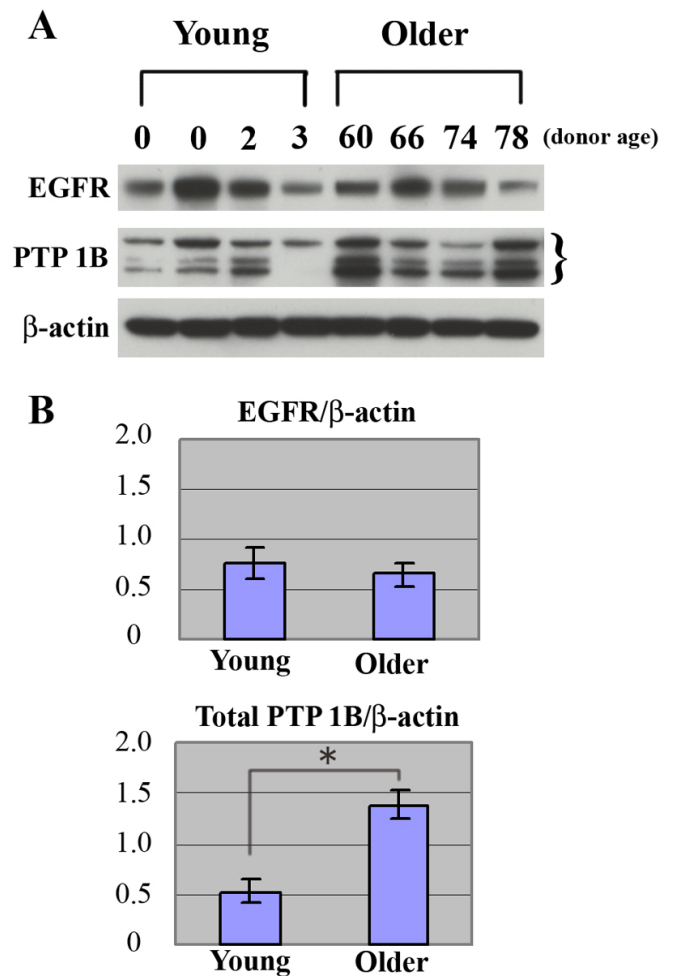 A
Young Older
0 0 2 3 60 66 74 78 (donor age)
EGFR
PTP 1B }
β-actin
B
EGFR/β-actin
2.0
1.5
1.0
0.5
0
Young Older
Total PTP 1B/β-actin
2.0
*
1.5
1.0
0.5
0
Young Older